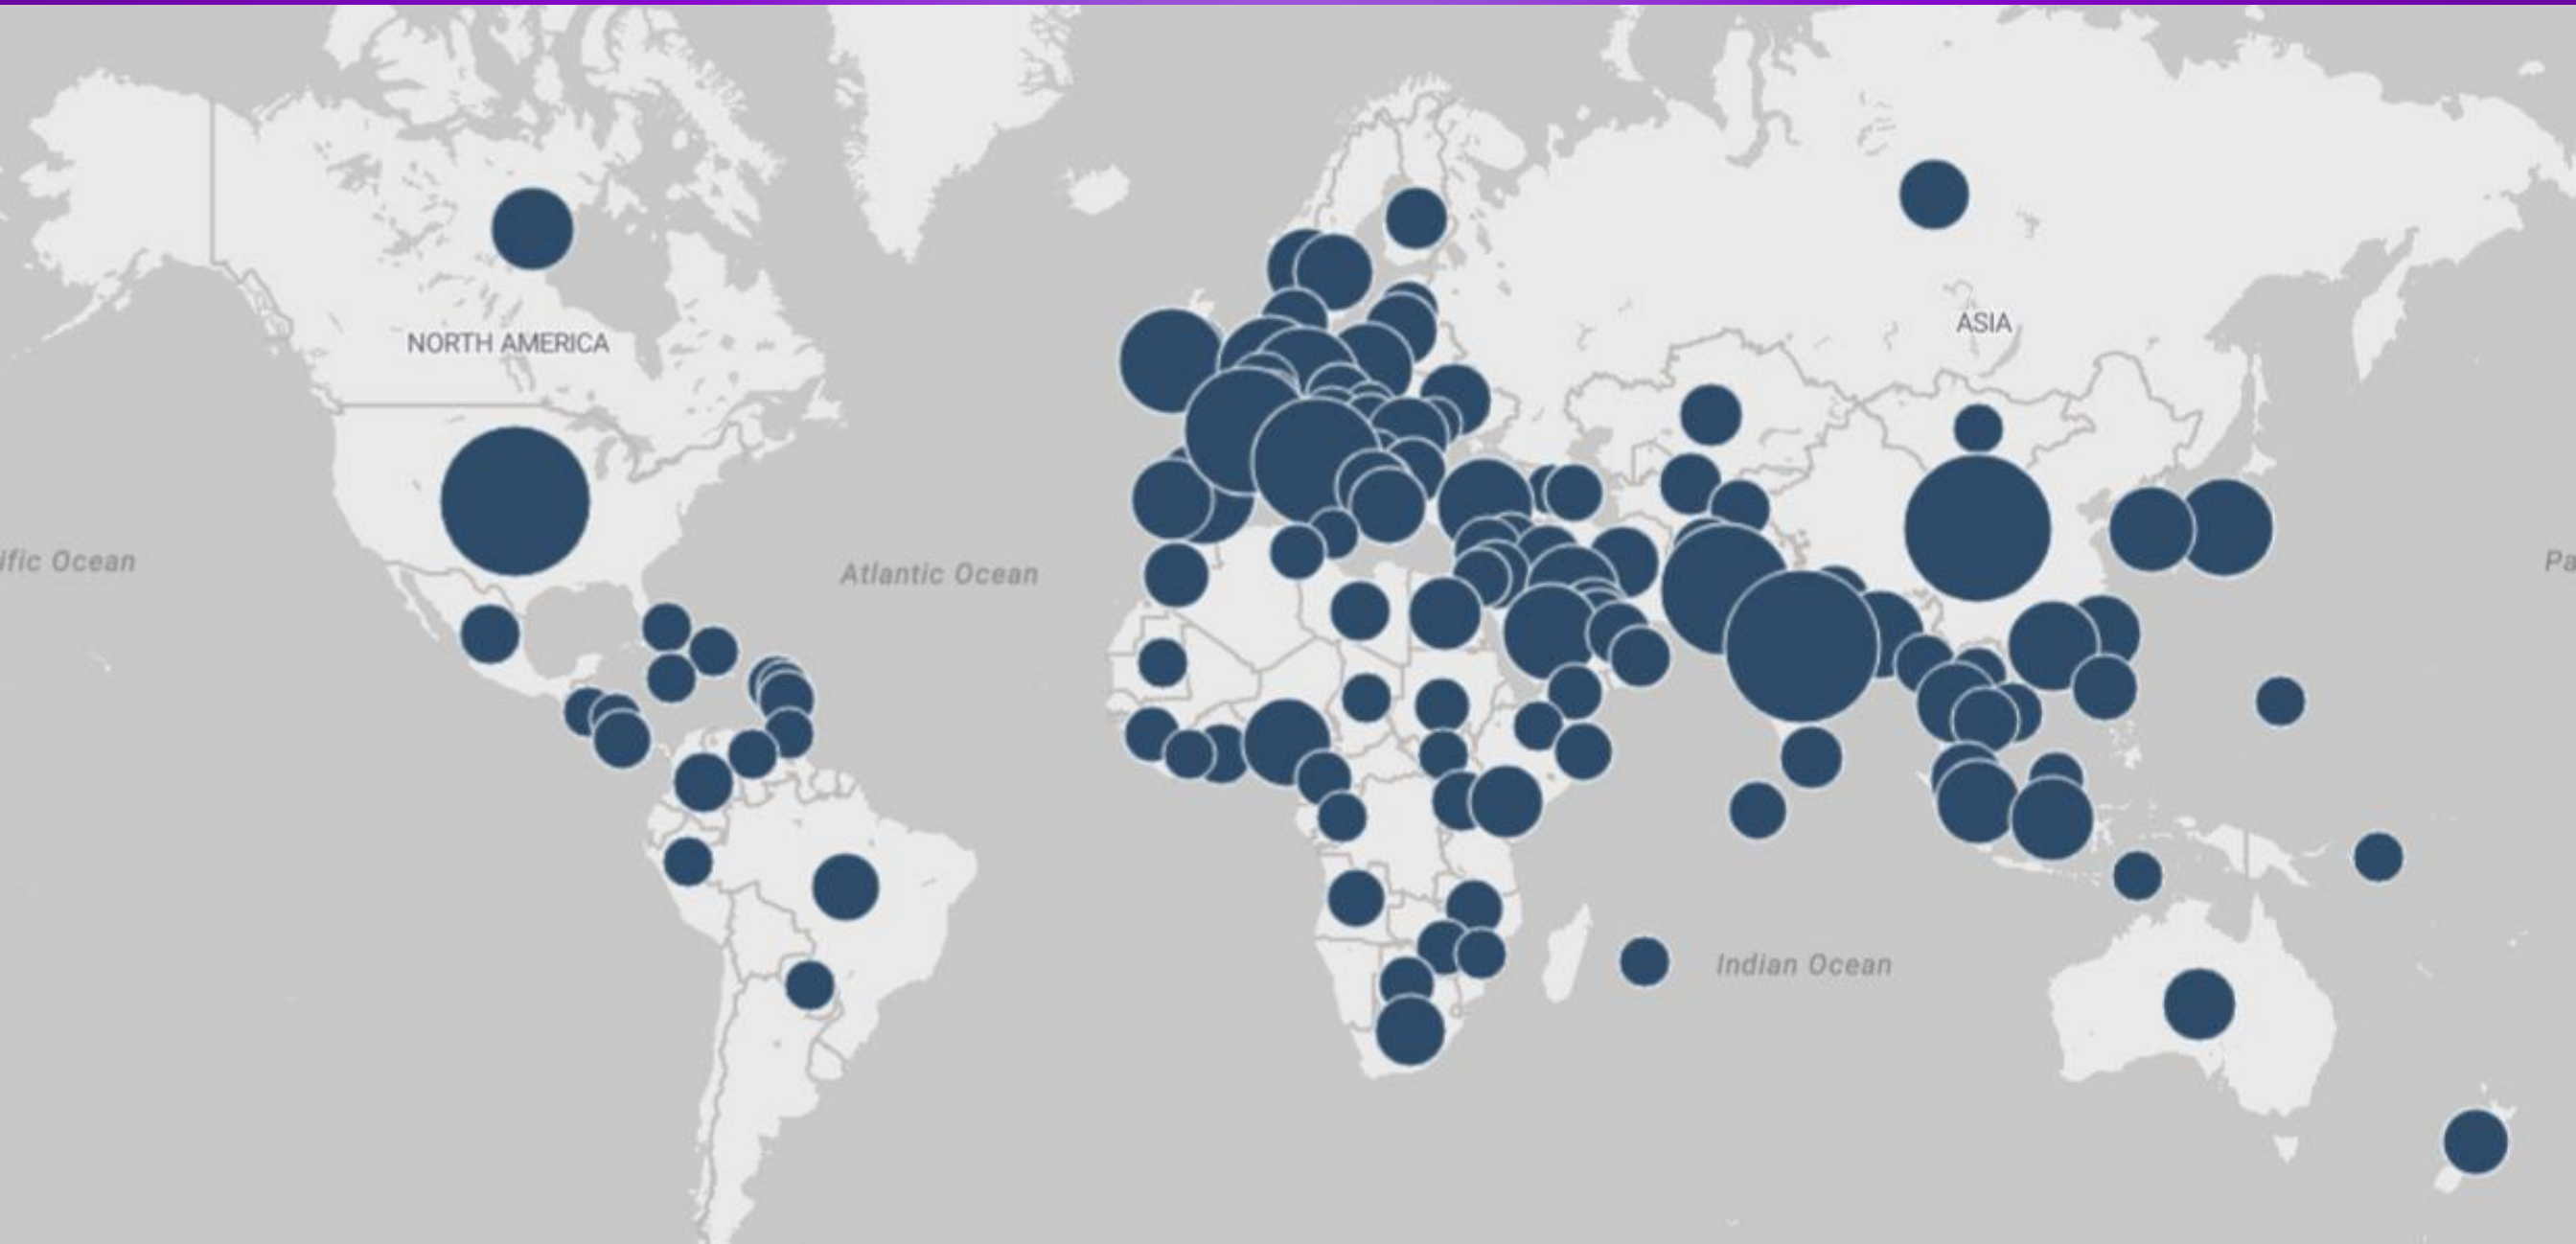 NORTH AMERICA
ASIA
ific Ocean
Atlantic Ocean
Pa
Indian Ocean